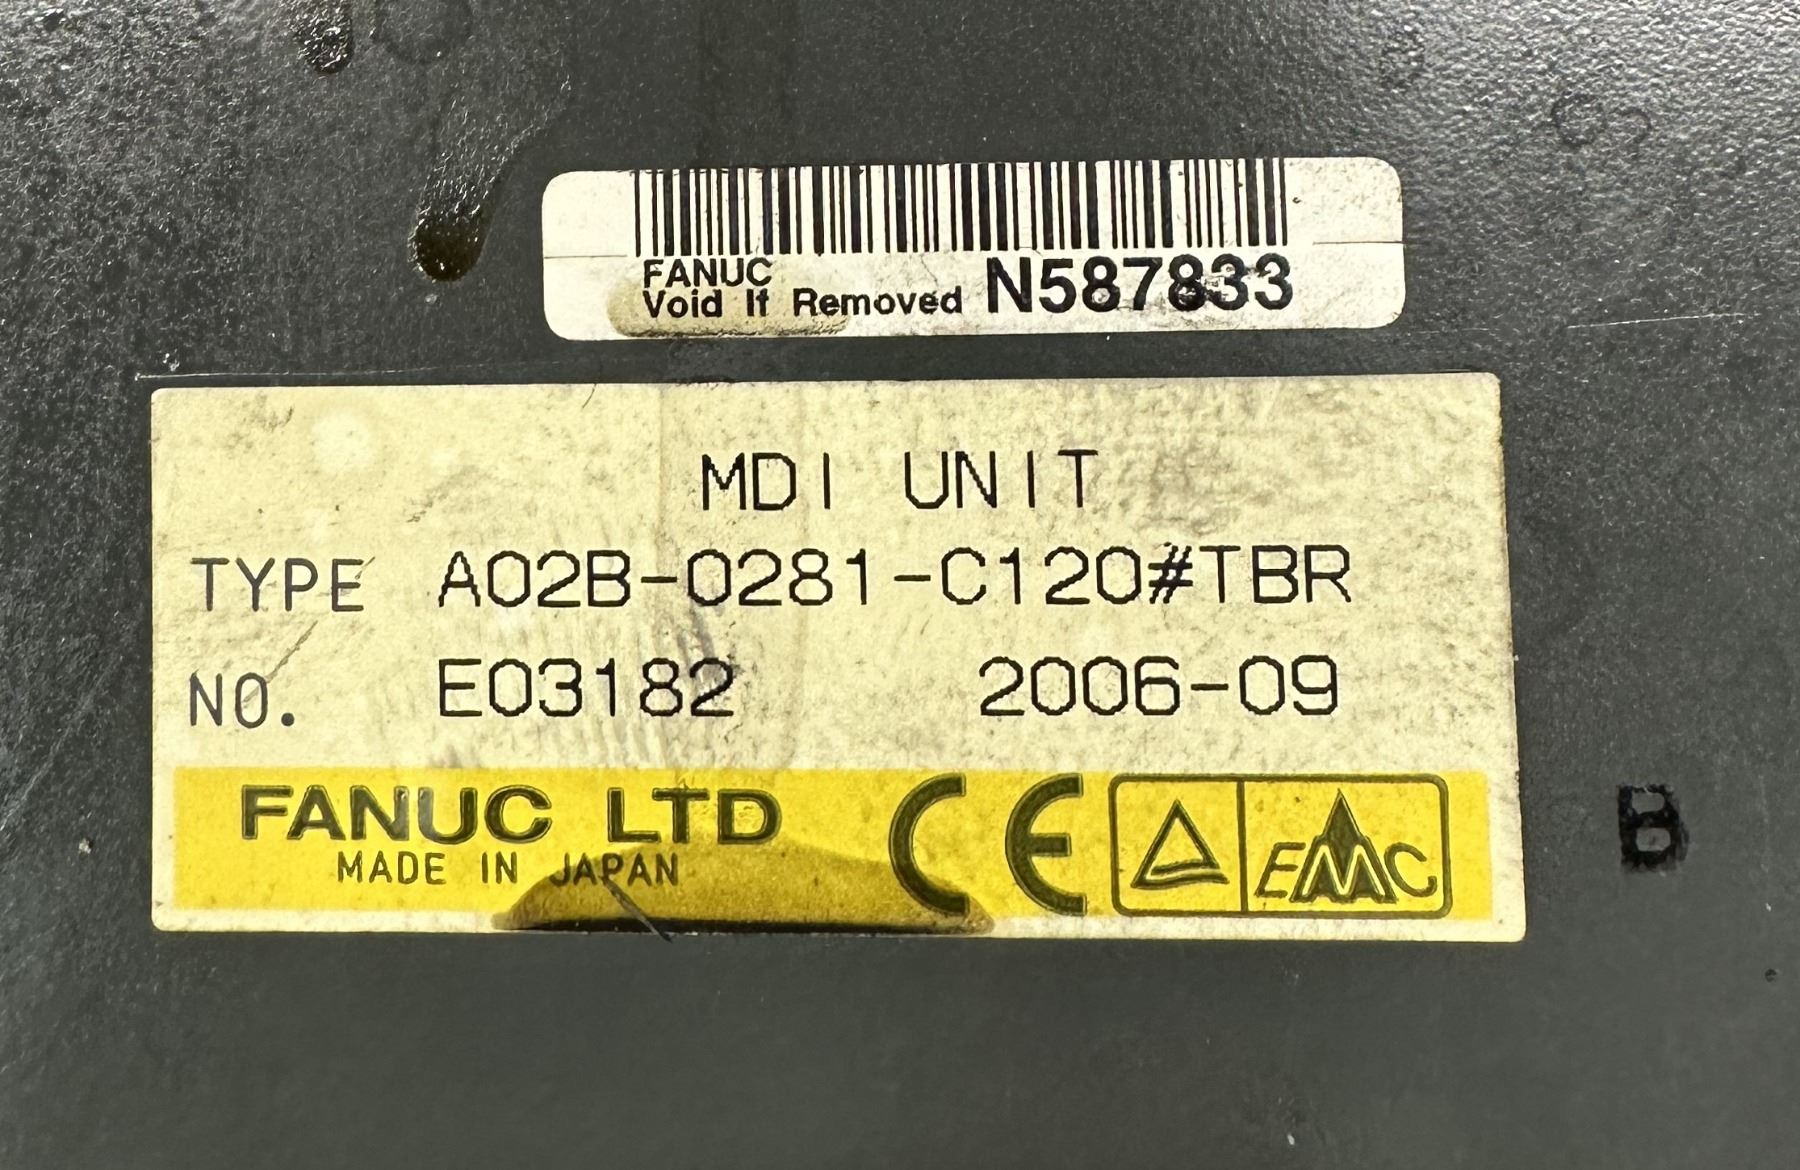 FANUC
Void If Removed N587833
MDI UNIT
TYPE A02B-0281-C120#TBR
NO. E03182 2006-09
FANUC LTD
MADE IN JAPAN
CE EMC
B